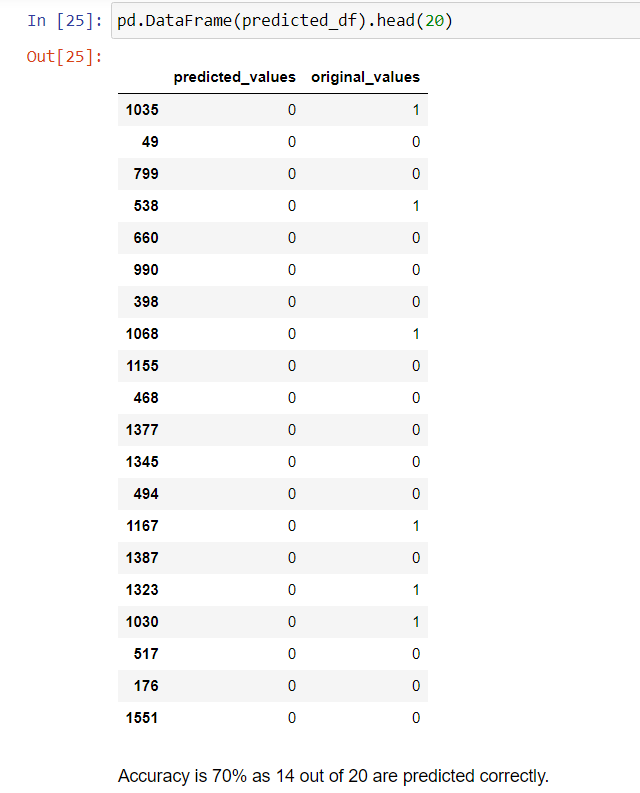 In [25]: pd.DataFrame(predicted_df).head(20)
Out[25]:
predicted_values original_values
1035 0 1
49 0 0
799 0 0
538 0 1
660 0 0
990 0 0
398 0 0
1068 0 1
1155 0 0
468 0 0
1377 0 0
1345 0 0
494 0 0
1167 0 1
1387 0 0
1323 0 1
1030 0 1
517 0 0
176 0 0
1551 0 0
Accuracy is 70% as 14 out of 20 are predicted correctly.